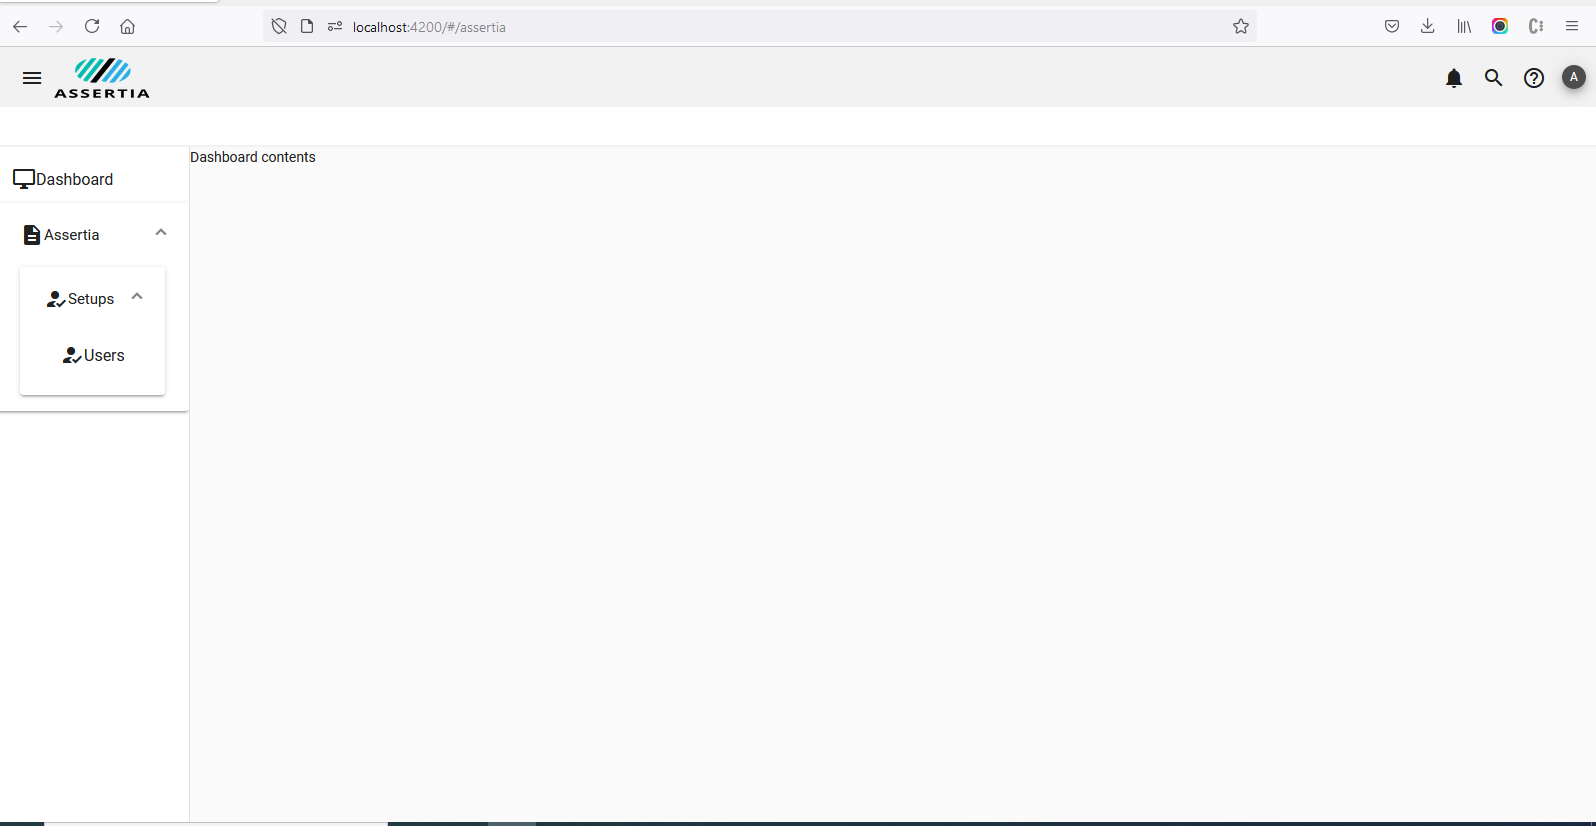 localhost:4200/#/assertia
ASSERTIA
A
Dashboard contents
Dashboard
Assertia
Setups
Users